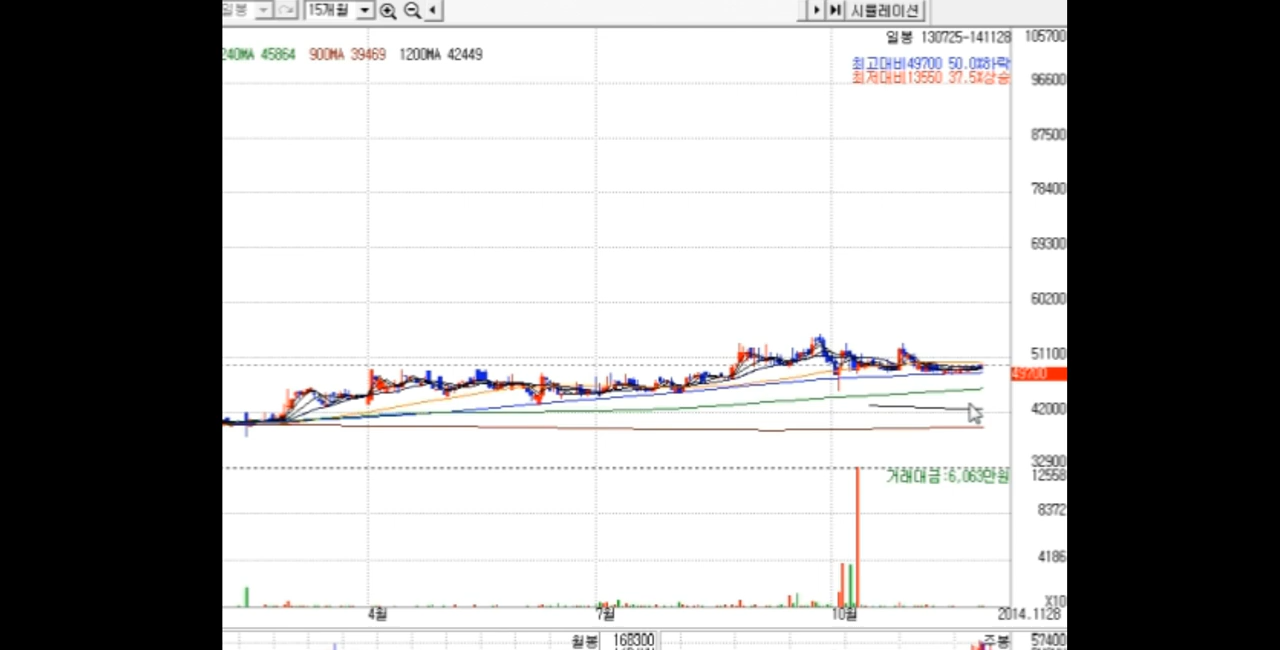 일봉 15개월 시뮬레이션
일봉 130725-141128 105700
240MA 45864 900MA 39469 1200MA 42449
최고대비49700 50.0%하락
최저대비13550 37.5%상승
96600
87500
78400
69300
60200
51100
49700
42000
32900
거래대금:6,063만원 12558
8372
4186
X10
4월 7월 10월 2014.1128
월봉 168300 주봉 57400